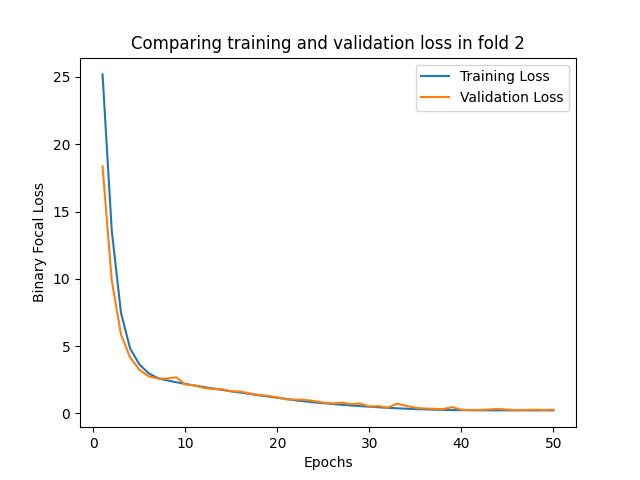 Comparing training and validation loss in fold 2
Training Loss
Validation Loss
Binary Focal Loss
25
20
15
10
5
0
0 10 20 30 40 50
Epochs